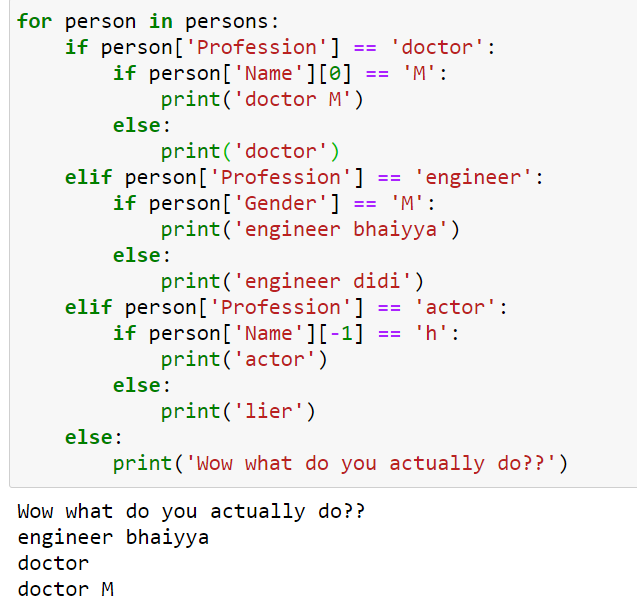 for person in persons:
    if person['Profession'] == 'doctor':
        if person['Name'][0] == 'M':
            print('doctor M')
        else:
            print('doctor')
    elif person['Profession'] == 'engineer':
        if person['Gender'] == 'M':
            print('engineer bhaiyya')
        else:
            print('engineer didi')
    elif person['Profession'] == 'actor':
        if person['Name'][-1] == 'h':
            print('actor')
        else:
            print('lier')
    else:
        print('Wow what do you actually do??')
Wow what do you actually do??
engineer bhaiyya
doctor
doctor M